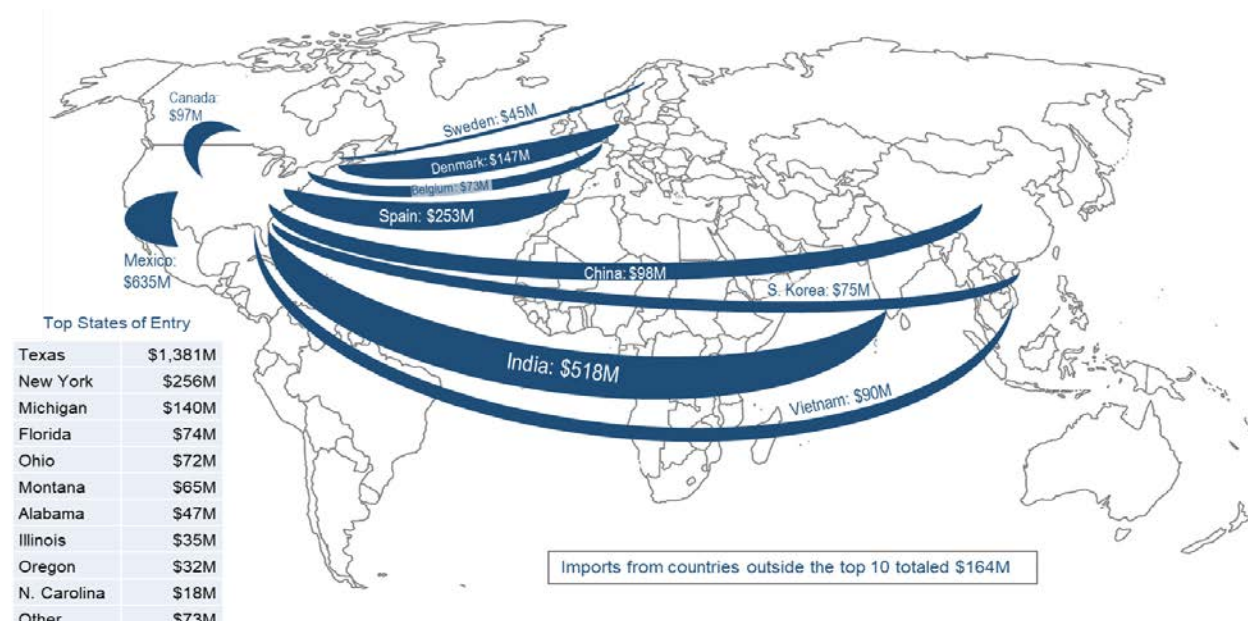 Canada:
$97M
Sweden: $45M
Denmark: $147M
Belgium: $73M
Spain: $253M
Mexico:
$635M
China: $98M
S. Korea: $75M
India: $518M
Vietnam: $90M
Top States of Entry
Texas $1,381M
New York $256M
Michigan $140M
Florida $74M
Ohio $72M
Montana $65M
Alabama $47M
Illinois $35M
Oregon $32M
N. Carolina $18M
Other $73M
Imports from countries outside the top 10 totaled $164M